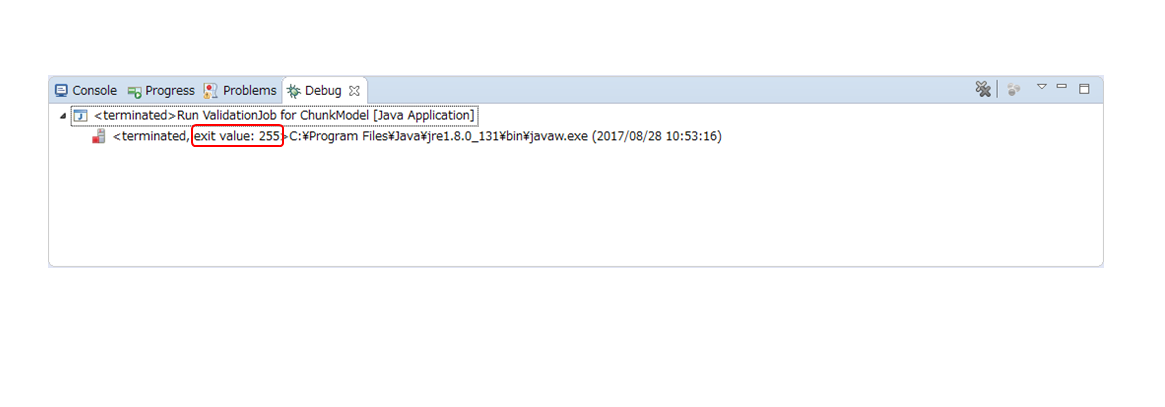 Console Progress Problems Debug
<terminated>Run ValidationJob for ChunkModel [Java Application]
<terminated, exit value: 255>C:¥Program Files¥Java¥jre1.8.0_131¥bin¥javaw.exe (2017/08/28 10:53:16)